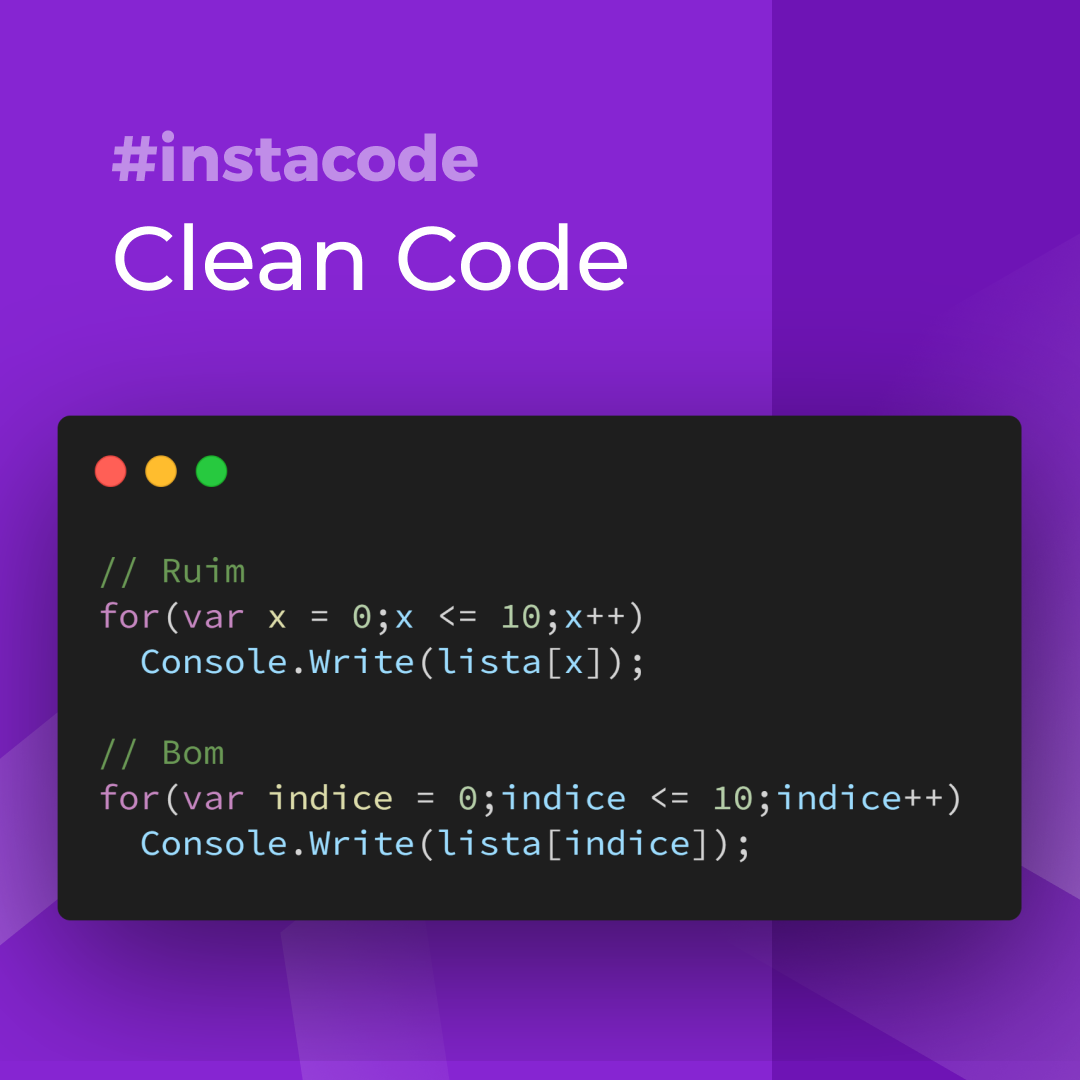 #instacode
Clean Code
// Ruim
for(var x = 0;x <= 10;x++)
  Console.Write(lista[x]);
// Bom
for(var indice = 0;indice <= 10;indice++)
  Console.Write(lista[indice]);